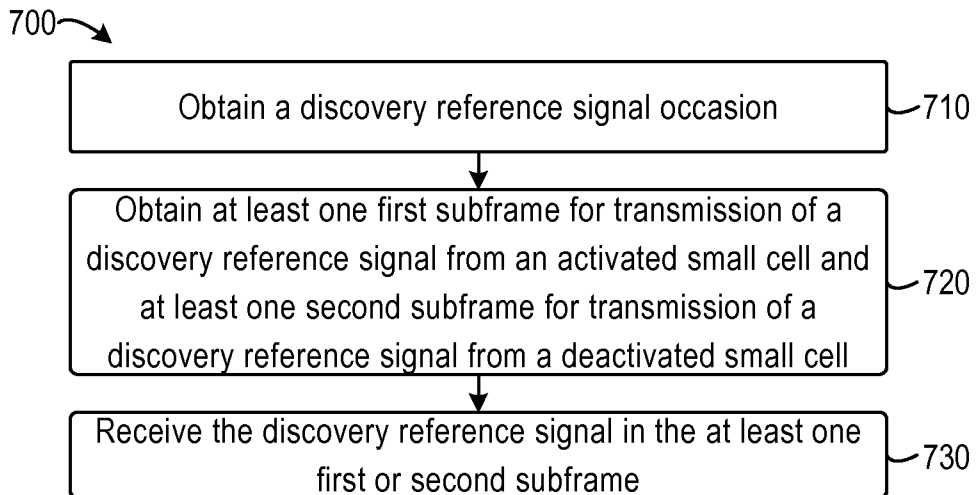 700
Obtain a discovery reference signal occasion
710
Obtain at least one first subframe for transmission of a
discovery reference signal from an activated small cell and
at least one second subframe for transmission of a
discovery reference signal from a deactivated small cell
720
Receive the discovery reference signal in the at least one
first or second subframe
730